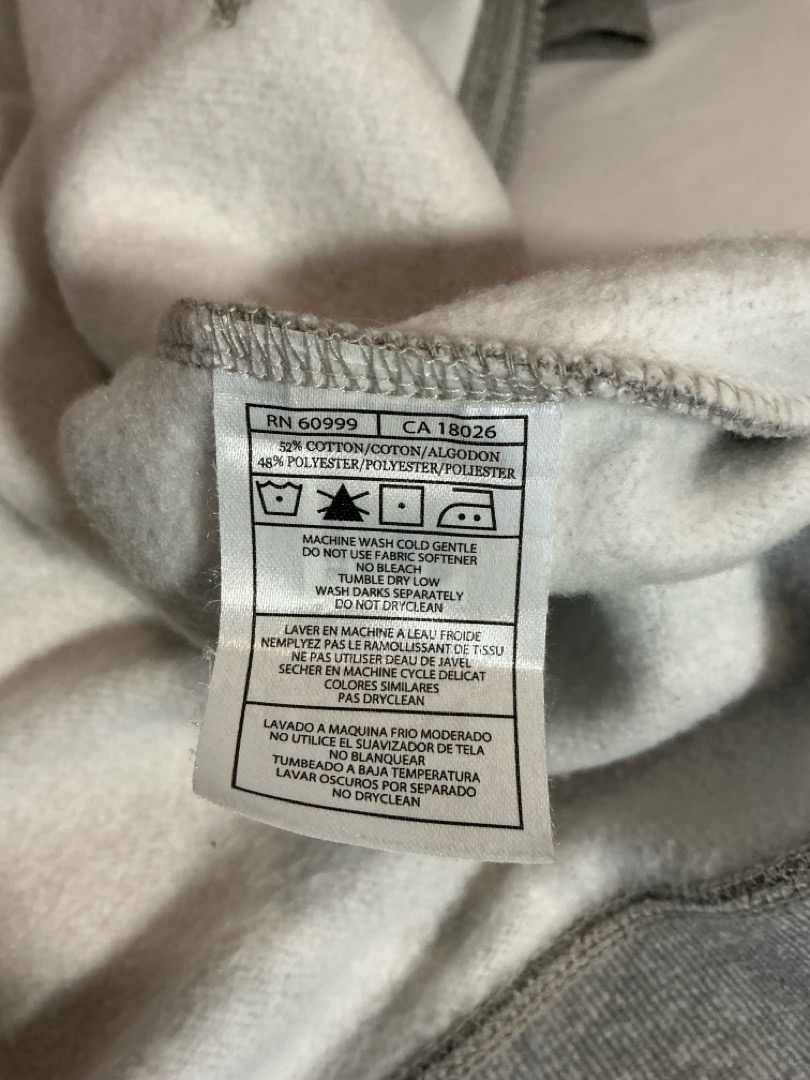 RN 60999 CA 18026
52% COTTON/COTON/ALGODON
48% POLYESTER/POLYESTER/POLIESTER
MACHINE WASH COLD GENTLE
DO NOT USE FABRIC SOFTENER
NO BLEACH
TUMBLE DRY LOW
WASH DARKS SEPARATELY
DO NOT DRYCLEAN
LAVER EN MACHINE A LEAU FROIDE
NEMPLYEZ PAS LE RAMOLLISSANT DE TISSU
NE PAS UTILISER DEAU DE JAVEL
SECHER EN MACHINE CYCLE DELICAT
COLORES SIMILARES
PAS DRYCLEAN
LAVADO A MAQUINA FRIO MODERADO
NO UTILICE EL SUAVIZADOR DE TELA
NO BLANQUEAR
TUMBEADO A BAJA TEMPERATURA
LAVAR OSCUROS POR SEPARADO
NO DRYCLEAN